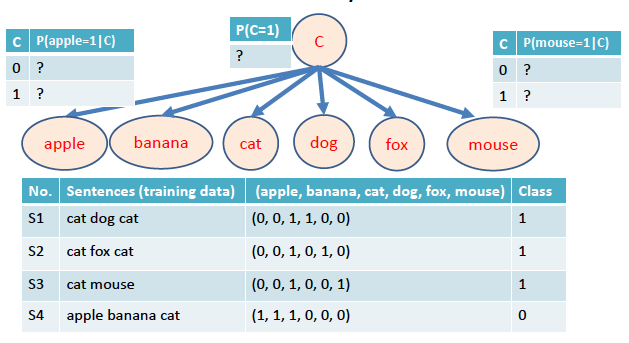 C P(apple=1|C)
0 ?
1 ?
P(C=1)
?
C
C P(mouse=1|C)
0 ?
1 ?
apple banana cat dog fox mouse
No. Sentences (training data) (apple, banana, cat, dog, fox, mouse) Class
S1 cat dog cat (0, 0, 1, 1, 0, 0) 1
S2 cat fox cat (0, 0, 1, 0, 1, 0) 1
S3 cat mouse (0, 0, 1, 0, 0, 1) 1
S4 apple banana cat (1, 1, 1, 0, 0, 0) 0